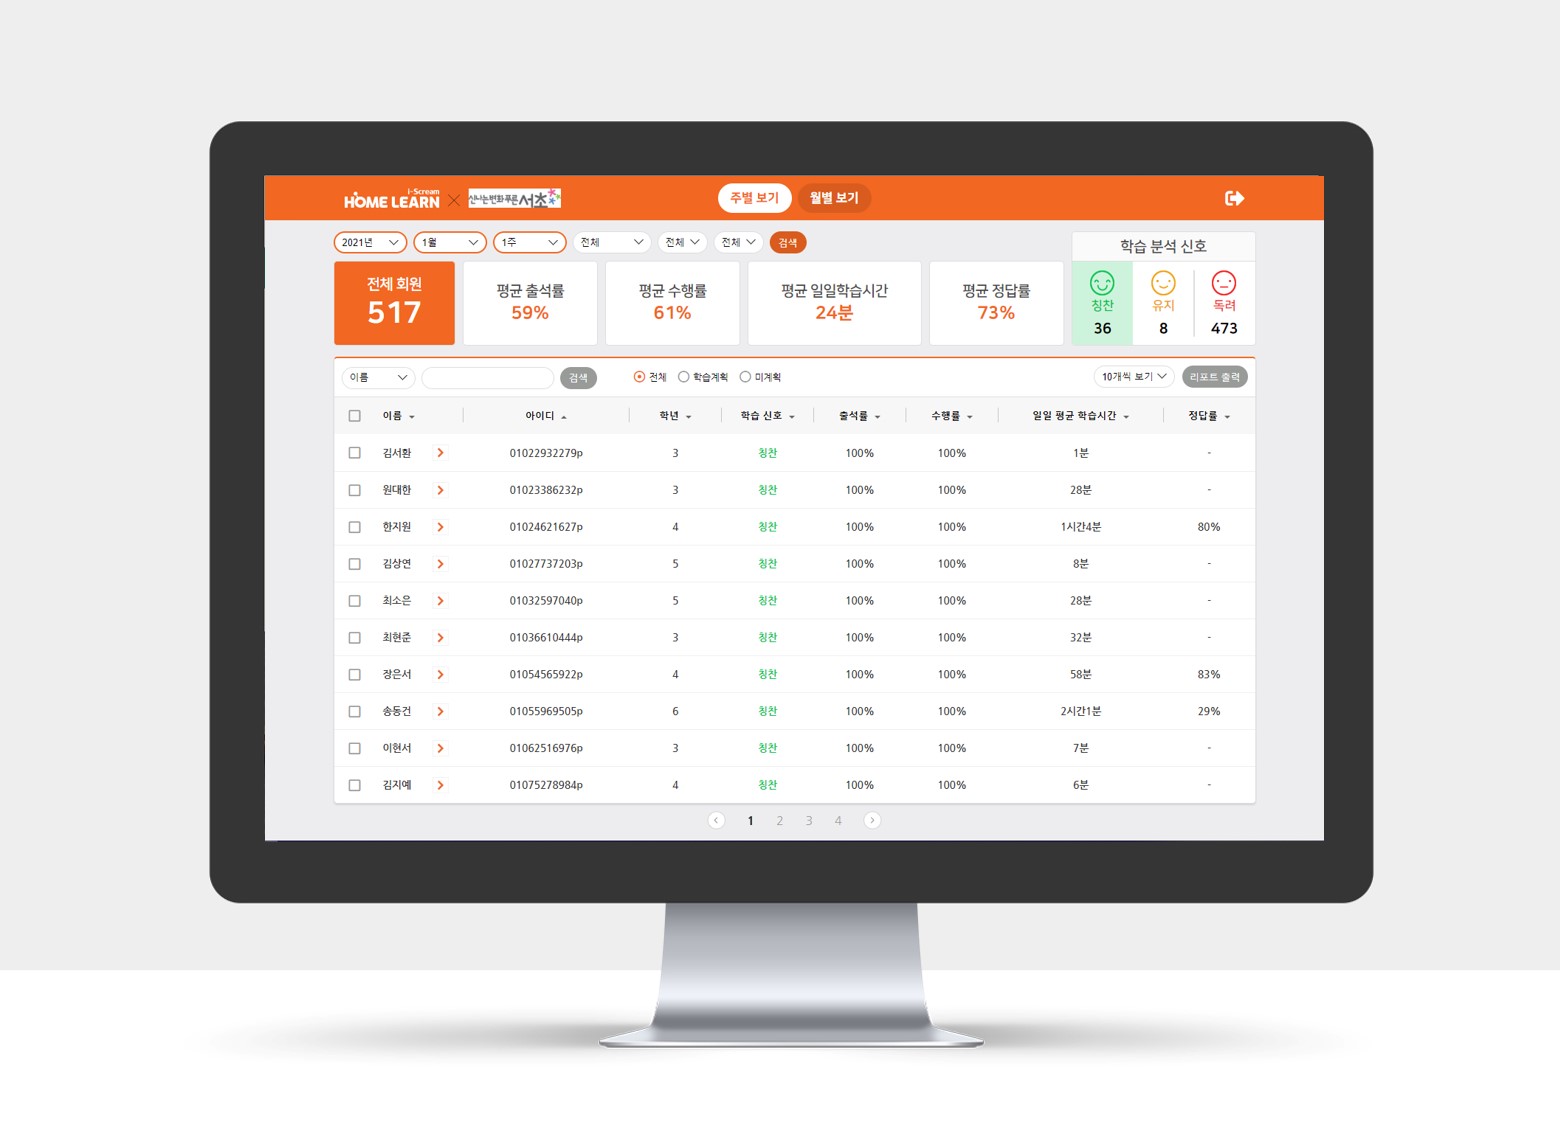 i-Scream
HOME LEARN
신나는변화푸른서초
주별 보기
월별 보기
2021년
1월
1주
전체
전체
전체
검색
학습 분석 신호
전체 회원
517
평균 출석률
59%
평균 수행률
61%
평균 일일학습시간
24분
평균 정답률
73%
칭찬
36
유지
8
독려
473
이름
검색
전체
학습계획
미계획
10개씩 보기
리포트 출력
이름 아이디 학년 학습 신호 출석률 수행률 일일 평균 학습시간 정답률
김서환 01022932279p 3 칭찬 100% 100% 1분 -
원대한 01023386232p 3 칭찬 100% 100% 28분 -
한지원 01024621627p 4 칭찬 100% 100% 1시간4분 80%
김상연 01027737203p 5 칭찬 100% 100% 8분 -
최소은 01032597040p 5 칭찬 100% 100% 28분 -
최현준 01036610444p 3 칭찬 100% 100% 32분 -
장은서 01054565922p 4 칭찬 100% 100% 58분 83%
송동건 01055969505p 6 칭찬 100% 100% 2시간1분 29%
이현서 01062516976p 3 칭찬 100% 100% 7분 -
김지예 01075278984p 4 칭찬 100% 100% 6분 -
1 2 3 4